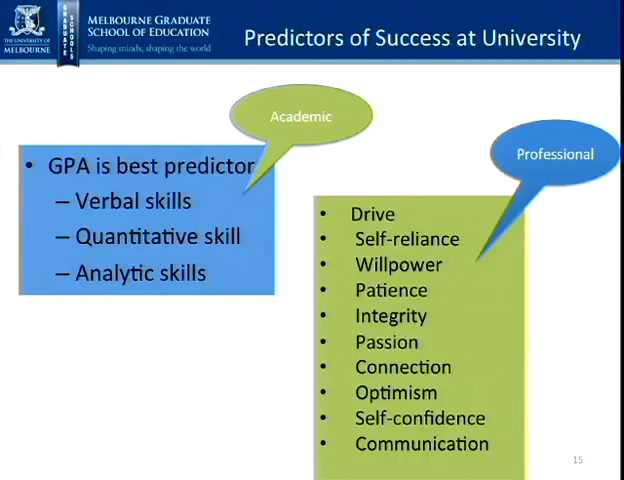 THE UNIVERSITY OF
MELBOURNE
GRADUATE
SCHOOLS
MELBOURNE GRADUATE
SCHOOL OF EDUCATION
Shaping minds, shaping the world
Predictors of Success at University
Academic
Professional
• GPA is best predictor
– Verbal skills
– Quantitative skill
– Analytic skills
• Drive
• Self-reliance
• Willpower
• Patience
• Integrity
• Passion
• Connection
• Optimism
• Self-confidence
• Communication
15